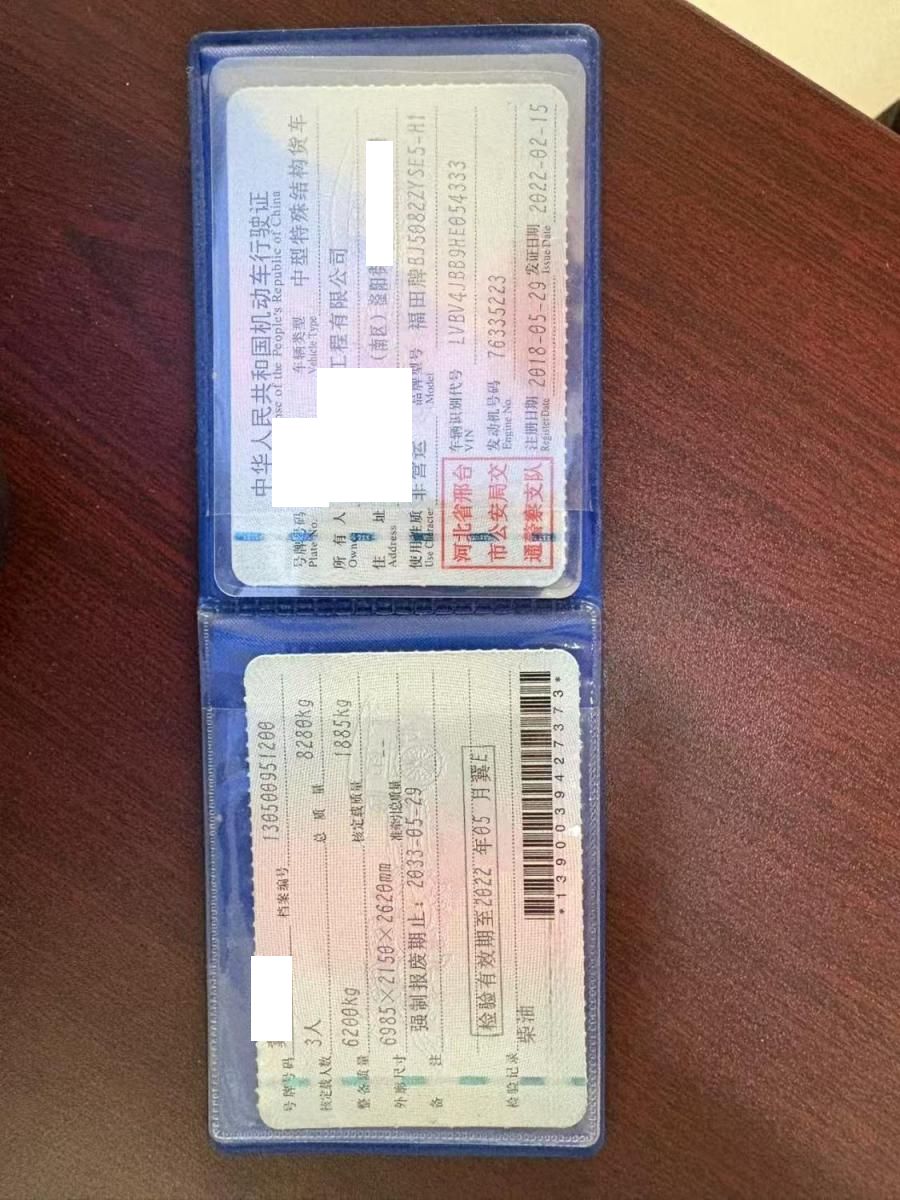 中华人民共和国机动车行驶证
nse of the People's Republic of China
号牌号码
Plate No.
车辆类型 中型特殊结构货车
Vehicle Type
所有人 工程有限公司
Owner
住址 (南区)滏阳
Address
使用性质 非营运 品牌型号 福田牌BJ5082ZYSE5-H1
Use Character Model
河北省邢台
市公安局交
通警察支队
车辆识别代号 LVBV4JBB9HE054333
VIN
发动机号码 76335223
Engine No.
注册日期 2018-05-29 发证日期 2022-02-15
Register Date Issue Date
号牌号码 档案编号 130500951200
核定载人数 3人 总质量 8280kg
整备质量 6200kg 核定载质量 1885kg
外廓尺寸 6985×2150×2620mm 准牵引总质量 --
备注 强制报废期止：2033-05-29
检验有效期至2022年05月冀E
检验记录 柴油
*1390039427373*